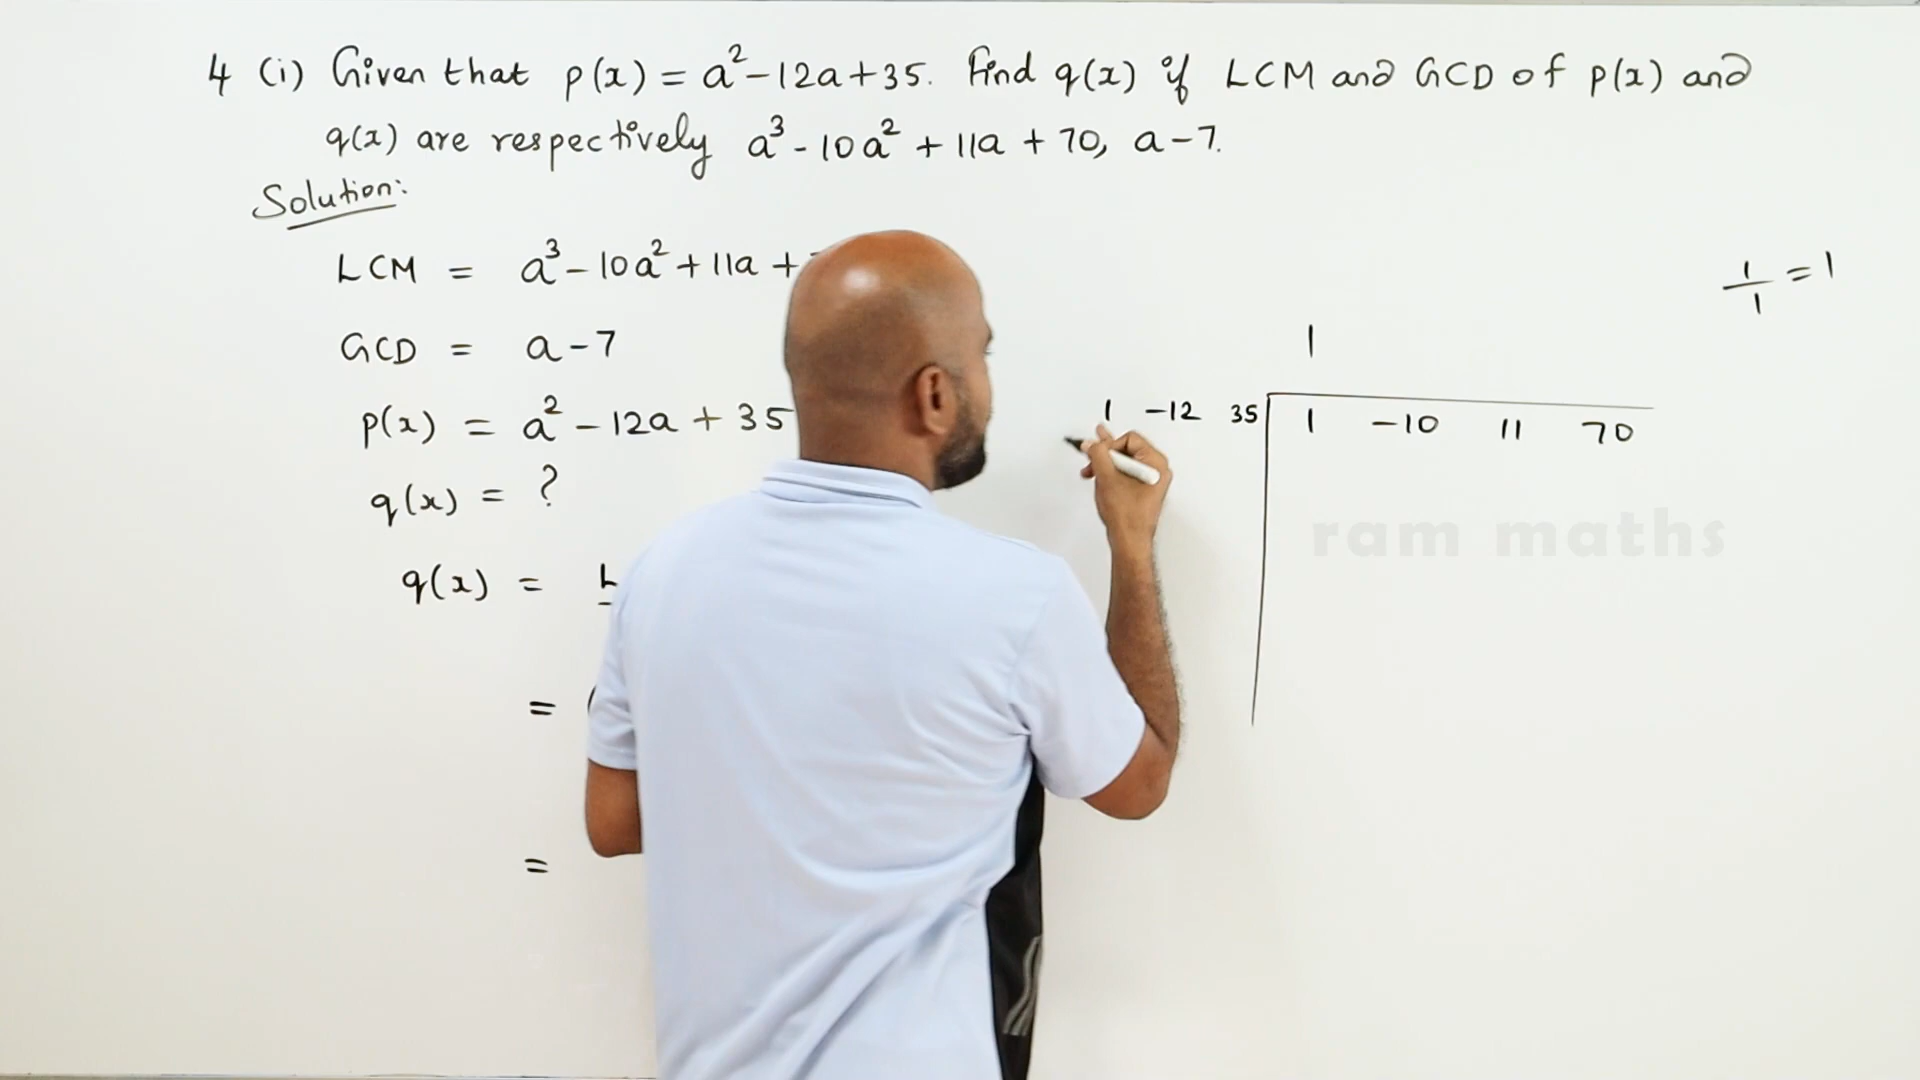 4 (i) Given that p(x) = a²-12a+35. Find q(x) if LCM and GCD of p(x) and
q(x) are respectively a³-10a²+11a+70, a-7.
Solution:
LCM = a³-10a²+11a+
GCD = a-7
p(x) = a²-12a+35
q(x) = ?
q(x) = L
=
=
1/1 = 1
1
1 -12 35 1 -10 11 70
ram maths